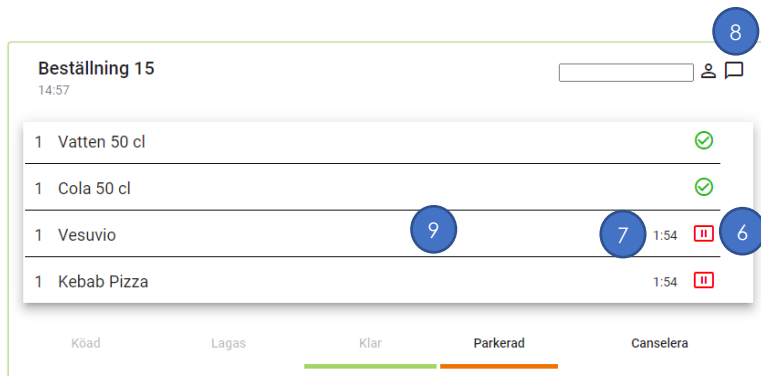 8
Beställning 15
14:57
1 Vatten 50 cl
1 Cola 50 cl
1 Vesuvio 9 7 1:54 6
1 Kebab Pizza 1:54
Köad Lagas Klar Parkerad Canselera